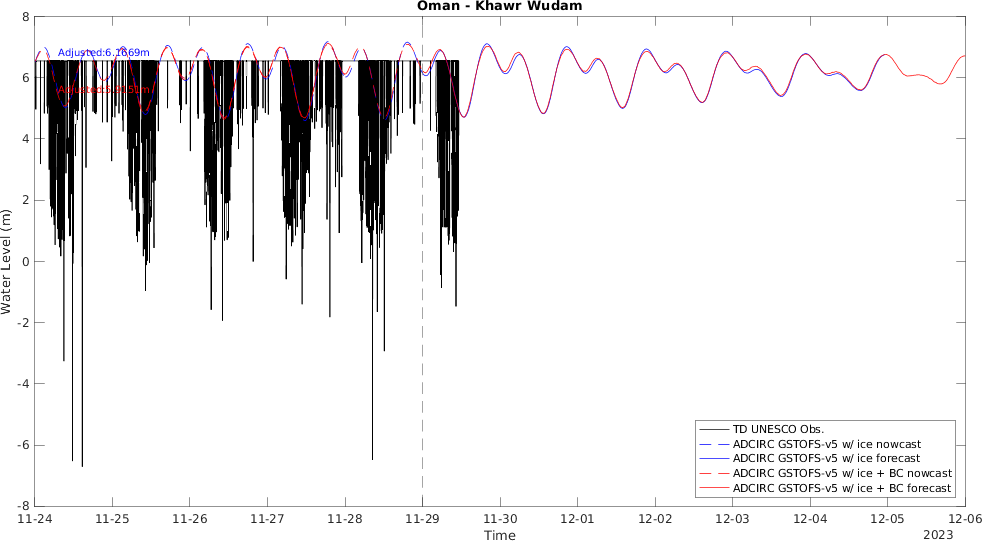 Oman - Khawr Wudam
8
6
4
2
0
-2
-4
-6
-8
Water Level (m)
Adjusted:6.1669m
TD UNESCO Obs.
ADCIRC GSTOFS-v5 w/ ice nowcast
ADCIRC GSTOFS-v5 w/ ice forecast
ADCIRC GSTOFS-v5 w/ ice + BC nowcast
ADCIRC GSTOFS-v5 w/ ice + BC forecast
11-24 11-25 11-26 11-27 11-28 11-29 11-30 12-01 12-02 12-03 12-04 12-05 12-06
Time
2023